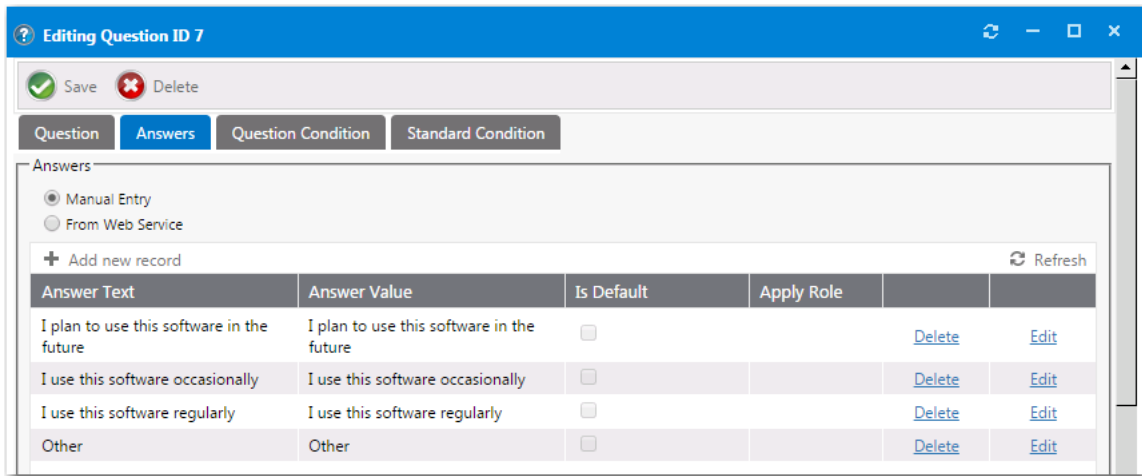 Editing Question ID 7
Save Delete
Question Answers Question Condition Standard Condition
Answers
Manual Entry
From Web Service
+ Add new record Refresh
Answer Text Answer Value Is Default Apply Role
I plan to use this software in the I plan to use this software in the
future future Delete Edit
I use this software occasionally I use this software occasionally Delete Edit
I use this software regularly I use this software regularly Delete Edit
Other Other Delete Edit